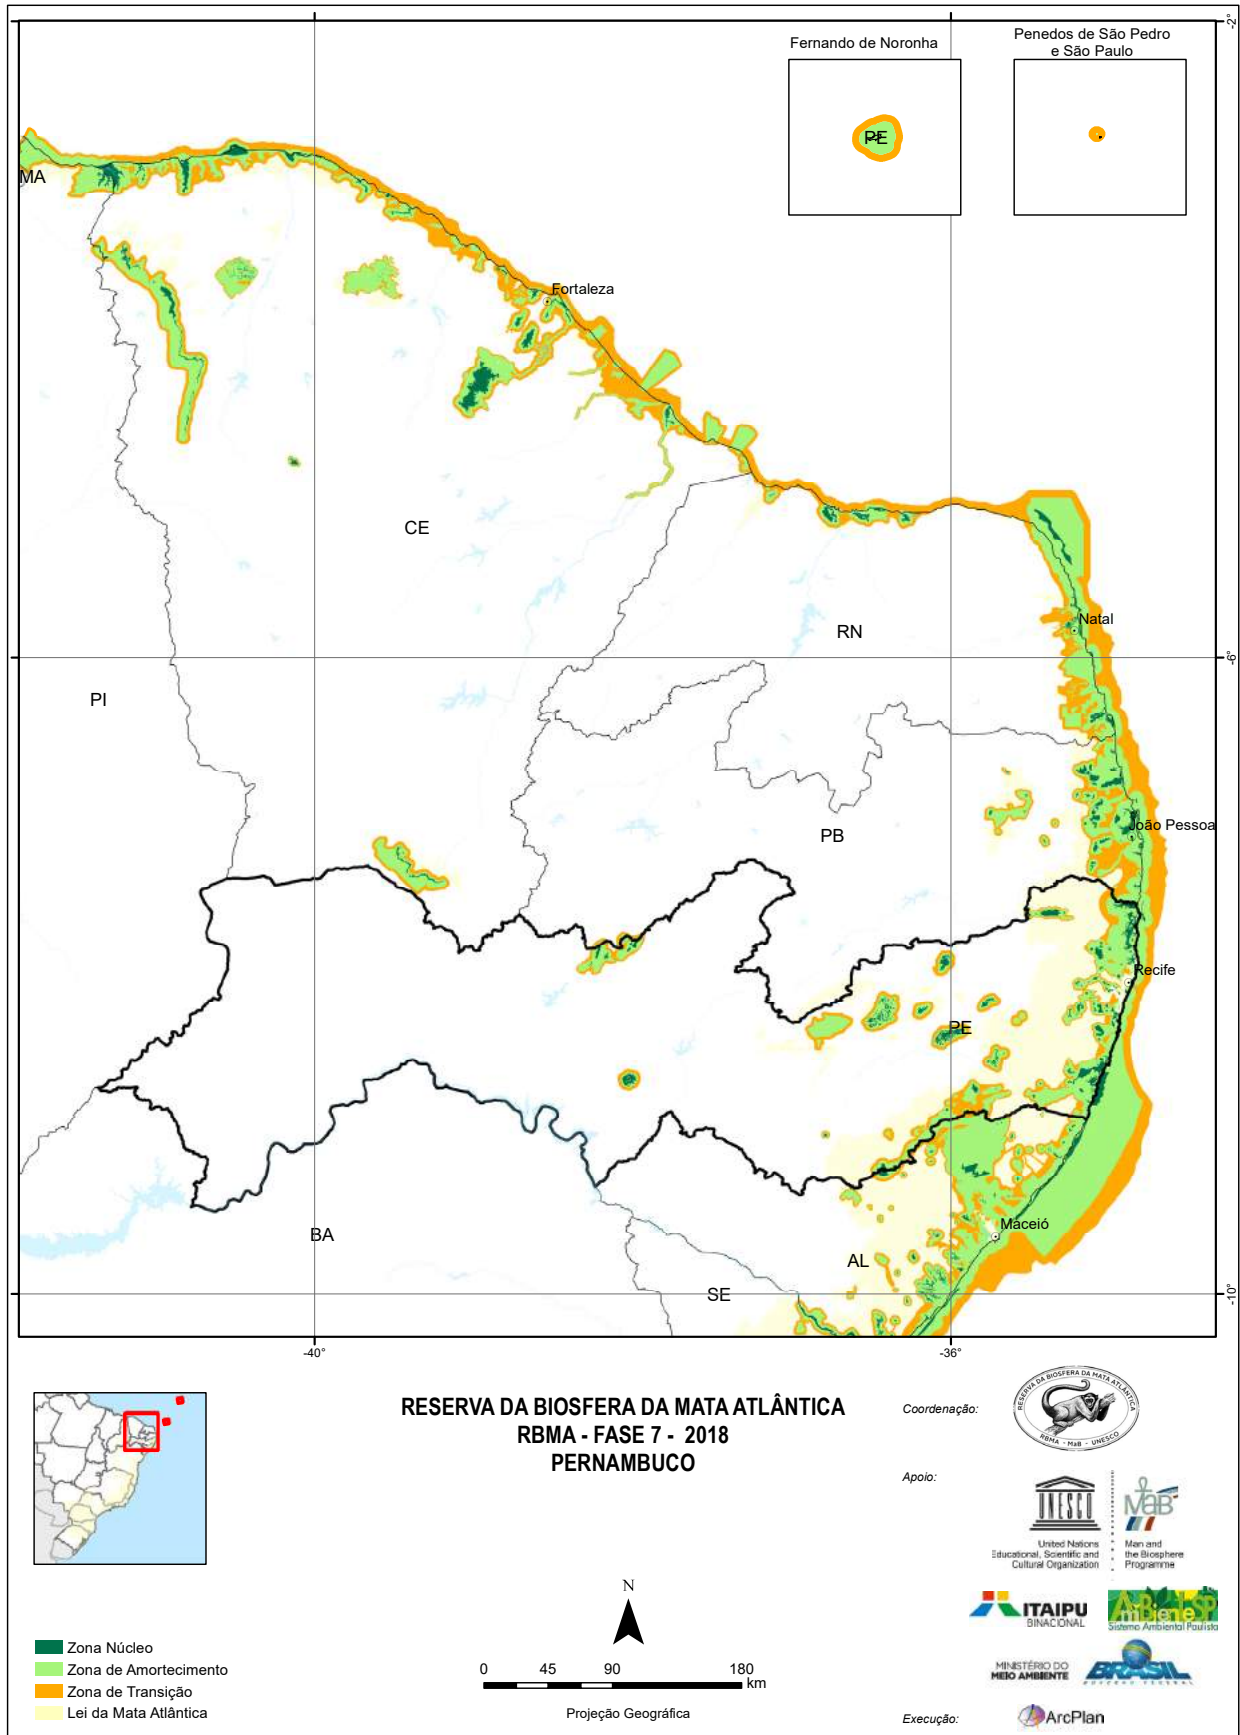 -2°
Fernando de Noronha
Penedos de São Pedro
e São Paulo
PE
MA
Fortaleza
CE
RN
Natal
-6°
PI
PB
João Pessoa
Recife
PE
Maceió
BA
AL
SE
-10°
-40°
-36°
RESERVA DA BIOSFERA DA MATA ATLÂNTICA
RBMA - FASE 7 - 2018
PERNAMBUCO
Coordenação:
RESERVA DA BIOSFERA DA MATA ATLÂNTICA
RBMA - MaB - UNESCO
Apoio:
UNESCO
MaB
United Nations
Educational, Scientific and
Cultural Organization
Man and
the Biosphere
Programme
ITAIPU
BINACIONAL
AmBienteSP
Sistema Ambiental Paulista
MINISTÉRIO DO
MEIO AMBIENTE
BRASIL
GOVERNO FEDERAL
Execução:
ArcPlan
N
0 45 90 180
km
Projeção Geográfica
Zona Núcleo
Zona de Amortecimento
Zona de Transição
Lei da Mata Atlântica